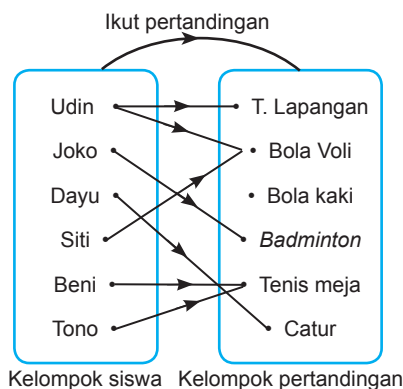 Ikut pertandingan
Udin
T. Lapangan
Joko
Bola Voli
Dayu
Bola kaki
Siti
Badminton
Beni
Tenis meja
Tono
Catur
Kelompok siswa
Kelompok pertandingan